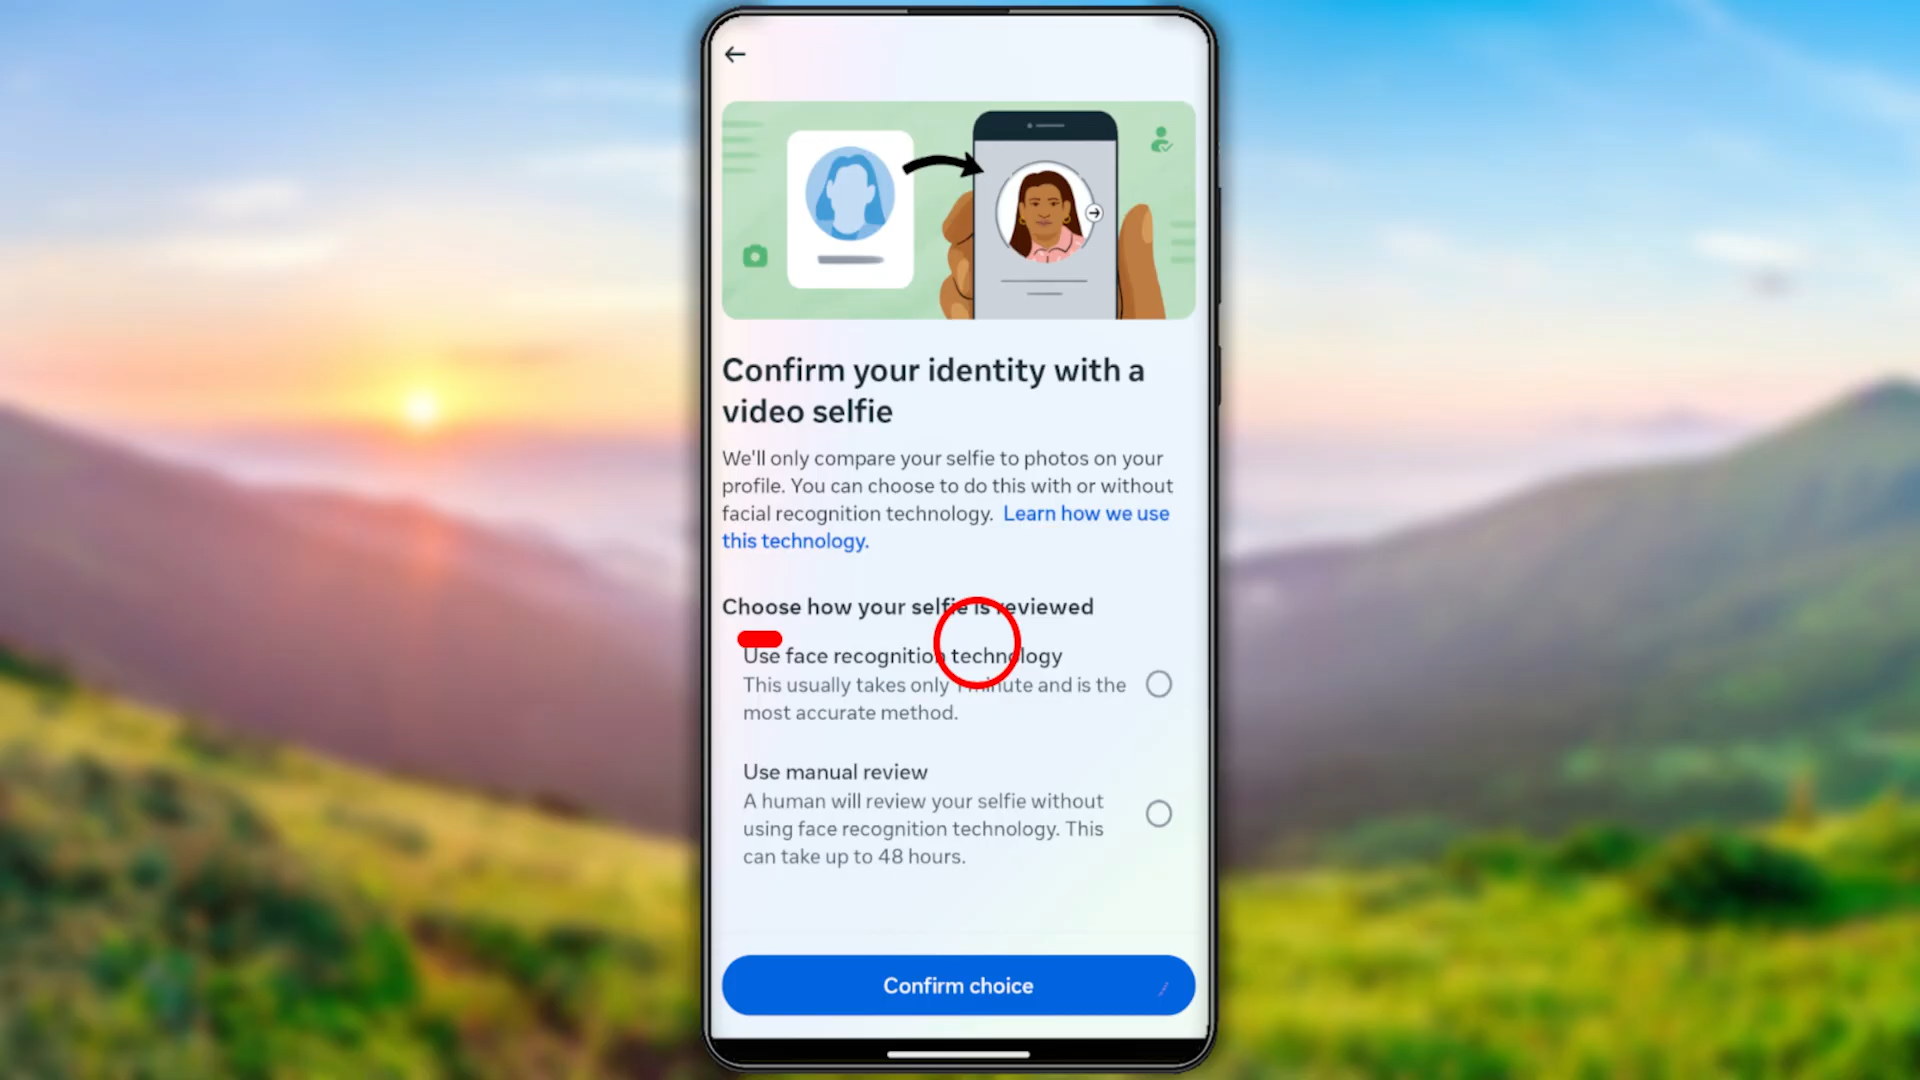 Confirm your identity with a
video selfie
We'll only compare your selfie to photos on your
profile. You can choose to do this with or without
facial recognition technology. Learn how we use
this technology.
Choose how your selfie is reviewed
Use face recognition technology
This usually takes only 1 minute and is the
most accurate method.
Use manual review
A human will review your selfie without
using face recognition technology. This
can take up to 48 hours.
Confirm choice